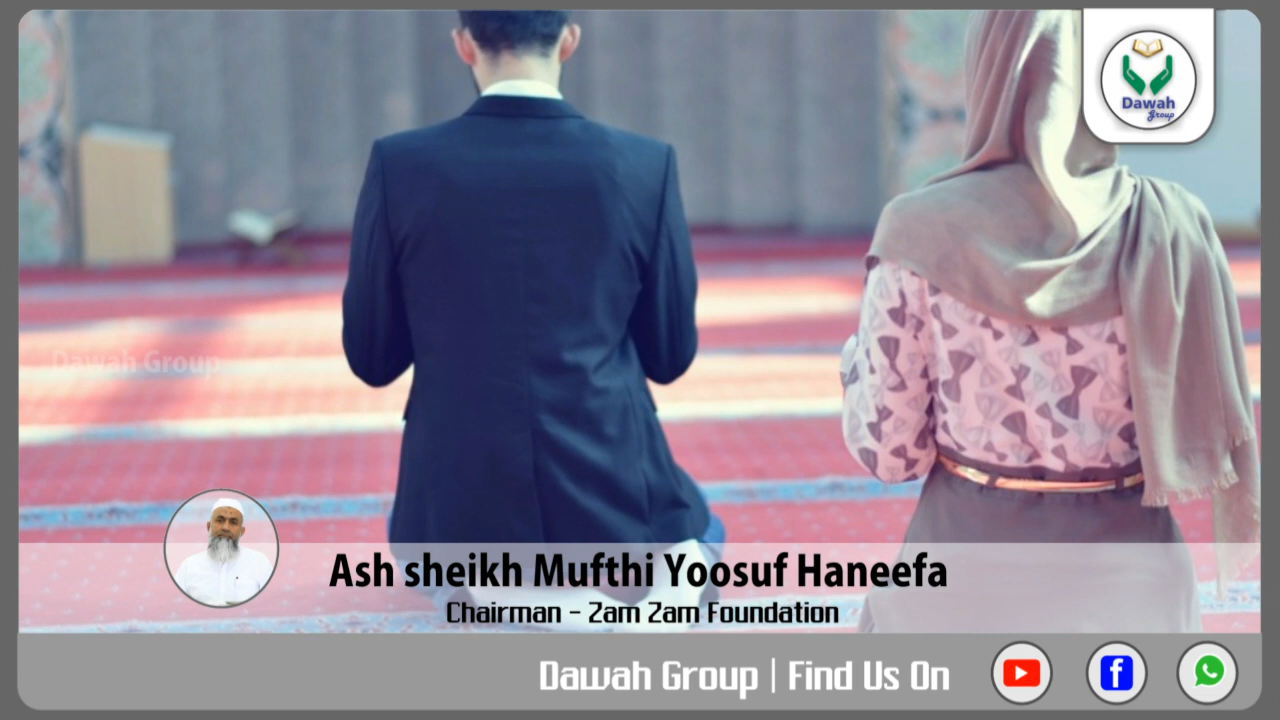 Dawah
Group
Dawah Group
Ash sheikh Mufthi Yoosuf Haneefa
Chairman - Zam Zam Foundation
Dawah Group | Find Us On